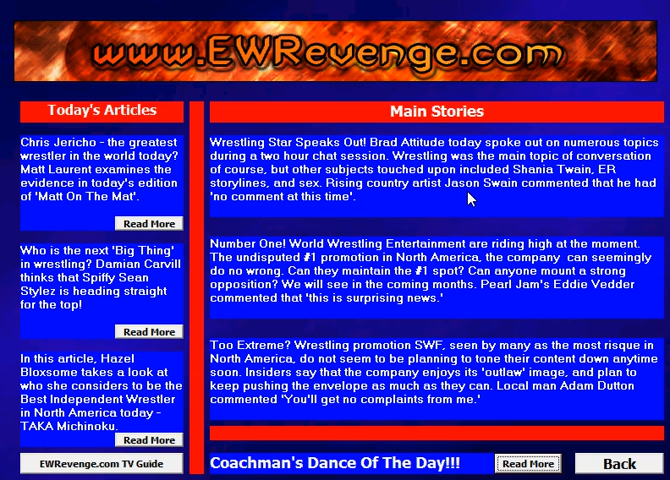 www.EWRevenge.com
Today's Articles
Chris Jericho - the greatest
wrestler in the world today?
Matt Laurent examines the
evidence in today's edition
of 'Matt On The Mat'.
Read More
Who is the next 'Big Thing'
in wrestling? Damian Carvill
thinks that Spiffy Sean
Stylez is heading straight
for the top!
Read More
In this article, Hazel
Bloxsome takes a look at
who she considers to be the
Best Independent Wrestler
in North America today -
TAKA Michinoku.
Read More
EWRevenge.com TV Guide
Main Stories
Wrestling Star Speaks Out! Brad Attitude today spoke out on numerous topics
during a two hour chat session. Wrestling was the main topic of conversation
of course, but other subjects touched upon included Shania Twain, ER
storylines, and sex. Rising country artist Jason Swain commented that he had
'no comment at this time'.
Number One! World Wrestling Entertainment are riding high at the moment.
The undisputed #1 promotion in North America, the company can seemingly
do no wrong. Can they maintain the #1 spot? Can anyone mount a strong
opposition? We will see in the coming months. Pearl Jam's Eddie Vedder
commented that 'this is surprising news.'
Too Extreme? Wrestling promotion SWF, seen by many as the most risque in
North America, do not seem to be planning to tone their content down anytime
soon. Insiders say that the company enjoys its 'outlaw' image, and plan to
keep pushing the envelope as much as they can. Local man Adam Dutton
commented 'You'll get no complaints from me.'
Coachman's Dance Of The Day!!!
Read More
Back